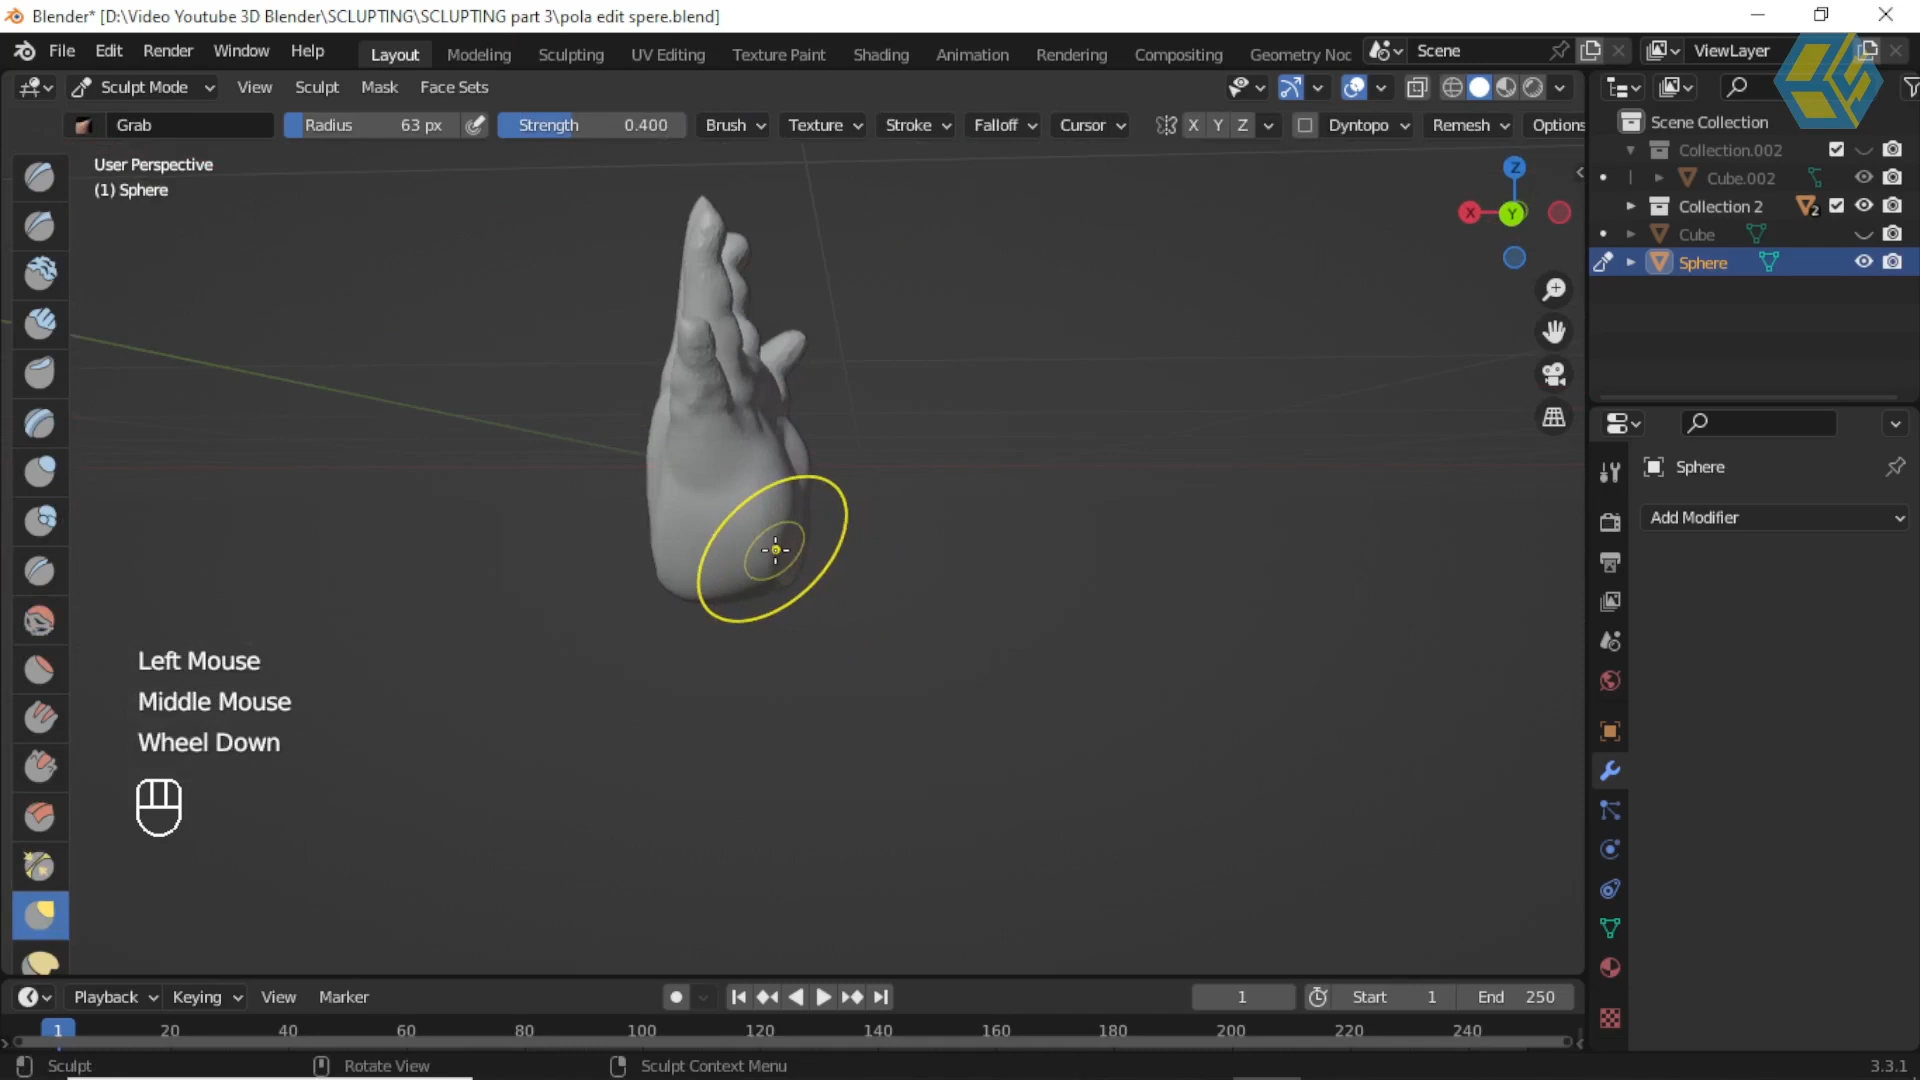 Blender* [D:\Video Youtube 3D Blender\SCLUPTING\SCLUPTING part 3\pola edit spere.blend]
File Edit Render Window Help Layout Modeling Sculpting UV Editing Texture Paint Shading Animation Rendering Compositing Geometry Noc Scene ViewLayer
Sculpt Mode View Sculpt Mask Face Sets
Grab Radius 63 px Strength 0.400 Brush Texture Stroke Falloff Cursor X Y Z Dyntopo Remesh Options
User Perspective
(1) Sphere
Z
X
Y
Scene Collection
Collection.002
Cube.002
Collection 2 2
Cube
Sphere
Sphere
Add Modifier
Left Mouse
Middle Mouse
Wheel Down
Playback Keying View Marker 1 Start 1 End 250
1 20 40 60 80 100 120 140 160 180 200 220 240
Sculpt Rotate View Sculpt Context Menu 3.3.1